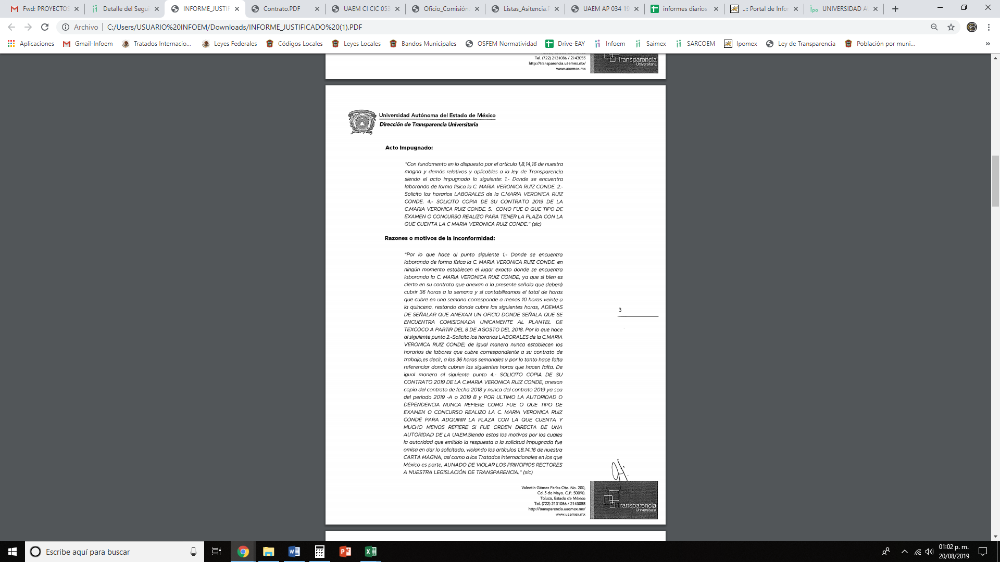 Fwd: PROYECTOS
Detalle del Segui
INFORME_JUSTIF
Contrato.PDF
UAEM CI CIC 053
Oficio_Comisión.
Listas_Asitencia.P
UAEM AP 034 19
informes diarios
..:: Portal de Infor
UNIVERSIDAD A
Archivo
C:/Users/USUARIO%20INFOEM/Downloads/INFORME_JUSTIFICADO%20(1).PDF
Aplicaciones
Gmail-Infoem
Tratados Internacio...
Leyes Federales
Códigos Locales
Leyes Locales
Bandos Municipales
OSFEM Normatividad
Drive-EAY
Infoem
Saimex
SARCOEM
Ipomex
Ley de Transparencia
Población por muni...
»
Tel. (722) 2131086 / 2143055
http://transparencia.uaemex.mx/
www.uaemex.mx
Transparencia
Universitaria
Universidad Autónoma del Estado de México
Dirección de Transparencia Universitaria
Acto Impugnado:
"Con fundamento en lo dispuesto por el articulo 1,8,14,16 de nuestra
magna y demás relativos y aplicables a la ley de Transparencia
siendo el acto impugnado lo siguiente: 1.- Donde se encuentra
laborando de forma física la C. MARIA VERONICA RUIZ CONDE. 2.-
Solicito los horarios LABORALES de la C.MARIA VERONICA RUIZ
CONDE. 4.- SOLICITO COPIA DE SU CONTRATO 2019 DE LA
C.MARIA VERONICA RUIZ CONDE. 5. COMO FUE O QUE TIPO DE
EXAMEN O CONCURSO REALIZO PARA TENER LA PLAZA CON LA
QUE CUENTA LA C MARIA VERONICA RUIZ CONDE." (sic)
Razones o motivos de la inconformidad:
"Por lo que hace al punto siguiente 1.- Donde se encuentra
laborando de forma física la C. MARIA VERONICA RUIZ CONDE. en
ningún momento establecen el lugar exacto donde se encuentra
laborando la C. MARIA VERONICA RUIZ CONDE, ya que si bien es
cierto en su contrato que anexan a la presente señala que deberá
cubrir 36 horas a la semana y si contabilizamos el total de horas
que cubre en una semana corresponde a menos 10 horas veinte a
la quincena, restando donde cubre las siguientes horas, ADEMAS
DE SEÑALAR QUE ANEXAN UN OFICIO DONDE SEÑALA QUE SE
ENCUENTRA COMISIONADA UNICAMENTE AL PLANTEL DE
TEXCOCO A PARTIR DEL 8 DE AGOSTO DEL 2018. Por lo que hace
al siguiente punto 2.-Solicito los horarios LABORALES de la C.MARIA
VERONICA RUIZ CONDE; de igual manera nunca establecen los
horarios de labores que cubre correspondiente a su contrato de
trabajo,es decir, a las 36 horas semanales y por lo tanto hace falta
referenciar donde cubren las siguientes horas que hacen falta. De
igual manera al siguiente punto 4.- SOLICITO COPIA DE SU
CONTRATO 2019 DE LA C.MARIA VERONICA RUIZ CONDE, anexan
copia del contrato de fecha 2018 y nunca del contrato 2019 ya sea
del periodo 2019 -A o 2019 B y POR ULTIMO LA AUTORIDAD O
DEPENDENCIA NUNCA REFIERE COMO FUE O QUE TIPO DE
EXAMEN O CONCURSO REALIZO LA C. MARIA VERONICA RUIZ
CONDE PARA ADQUIRIR LA PLAZA CON LA QUE CUENTA Y
MUCHO MENOS REFIERE SI FUE ORDEN DIRECTA DE UNA
AUTORIDAD DE LA UAEM.Siendo estos los motivos por los cuales
la autoridad que emitido la respuesta a la solicitud Impugnada fue
omisa en dar lo solicitado, violando los artículos 1,8,14,16 de nuestra
CARTA MAGNA, así como a los Tratados Internacionales en los que
México es parte, AUNADO DE VIOLAR LOS PRINCIPIOS RECTORES
A NUESTRA LEGISLACIÓN DE TRANSPARENCIA." (sic)
3
Valentín Gómez Farías Ote. No. 200,
Col.5 de Mayo. C.P. 50090.
Toluca, Estado de México
Tel. (722) 2131086 / 2143055
http://transparencia.uaemex.mx/
www.uaemex.mx
Transparencia
Universitaria
Escribe aquí para buscar
01:02 p. m.
20/08/2019